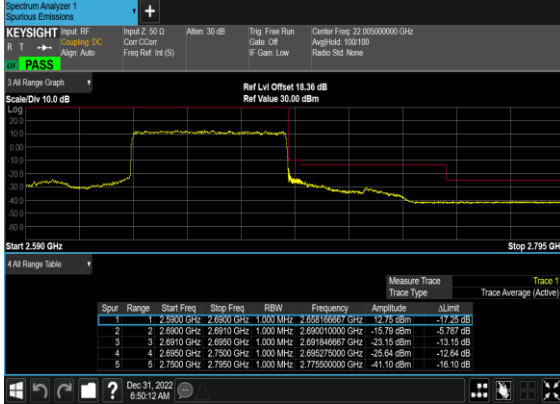 Spectrum Analyzer 1
Spurious Emissions
+
KEYSIGHT Input: RF Input Z: 50 Ω Atten: 30 dB Trig: Free Run Center Freq: 22.005000000 GHz
R T Coupling: DC Corr CCorr Gate: Off Avg|Hold: 100/100
Align: Auto Freq Ref: Int (S) IF Gain: Low Radio Std: None
PASS
3 All Range Graph
Ref Lvl Offset 18.36 dB
Scale/Div 10.0 dB Ref Value 30.00 dBm
Log
20.0
10.0
0.00
-10.0
-20.0
-30.0
-40.0
-50.0
-60.0
Start 2.590 GHz Stop 2.795 GH
4 All Range Table
Measure Trace Trace 1
Trace Type Trace Average (Active)
Spur Range Start Freq Stop Freq RBW Frequency Amplitude ΔLimit
1 1 2.5900 GHz 2.6900 GHz 1.000 MHz 2.658166667 GHz 12.75 dBm -17.25 dB
2 2 2.6900 GHz 2.6910 GHz 1.000 MHz 2.690010000 GHz -15.79 dBm -5.787 dB
3 3 2.6910 GHz 2.6950 GHz 1.000 MHz 2.691846667 GHz -23.15 dBm -13.15 dB
4 4 2.6950 GHz 2.7500 GHz 1.000 MHz 2.695275000 GHz -25.64 dBm -12.64 dB
5 5 2.7500 GHz 2.7950 GHz 1.000 MHz 2.775500000 GHz -41.10 dBm -16.10 dB
? Dec 31, 2022
6:50:12 AM